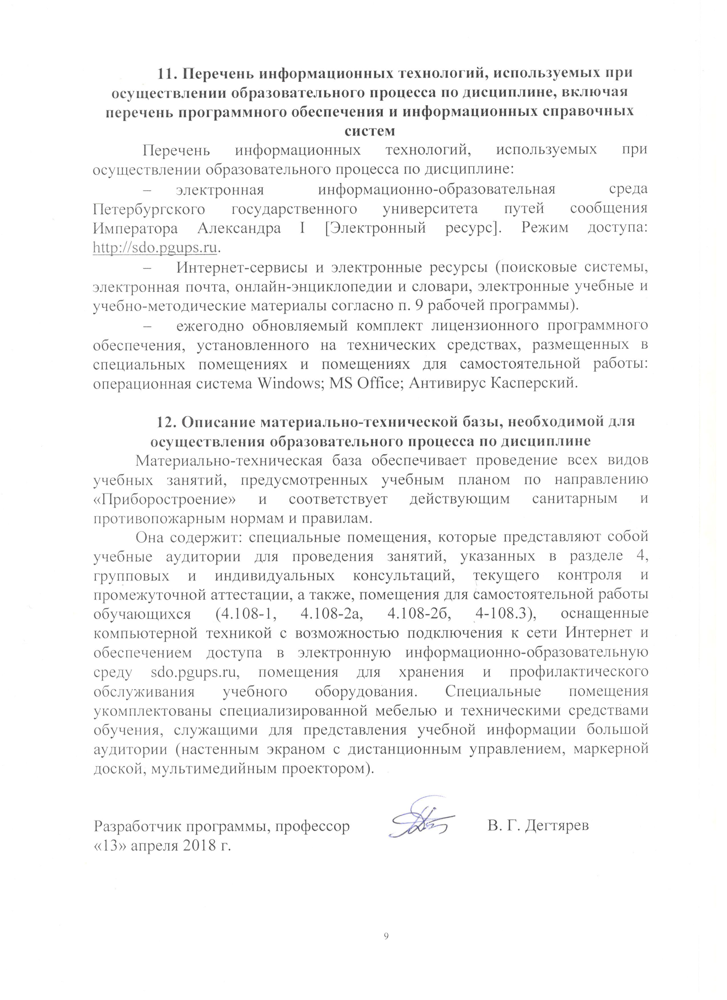 11. Перечень информационных технологий, используемых при
осуществлении образовательного процесса по дисциплине, включая
перечень программного обеспечения и информационных справочных
систем
Перечень информационных технологий, используемых при
осуществлении образовательного процесса по дисциплине:
– электронная информационно-образовательная среда
Петербургского государственного университета путей сообщения
Императора Александра I [Электронный ресурс]. Режим доступа:
http://sdo.pgups.ru.
– Интернет-сервисы и электронные ресурсы (поисковые системы,
электронная почта, онлайн-энциклопедии и словари, электронные учебные и
учебно-методические материалы согласно п. 9 рабочей программы).
– ежегодно обновляемый комплект лицензионного программного
обеспечения, установленного на технических средствах, размещенных в
специальных помещениях и помещениях для самостоятельной работы:
операционная система Windows; MS Office; Антивирус Касперский.
12. Описание материально-технической базы, необходимой для
осуществления образовательного процесса по дисциплине
Материально-техническая база обеспечивает проведение всех видов
учебных занятий, предусмотренных учебным планом по направлению
«Приборостроение» и соответствует действующим санитарным и
противопожарным нормам и правилам.
Она содержит: специальные помещения, которые представляют собой
учебные аудитории для проведения занятий, указанных в разделе 4,
групповых и индивидуальных консультаций, текущего контроля и
промежуточной аттестации, а также, помещения для самостоятельной работы
обучающихся (4.108-1, 4.108-2а, 4.108-2б, 4-108.3), оснащенные
компьютерной техникой с возможностью подключения к сети Интернет и
обеспечением доступа в электронную информационно-образовательную
среду sdo.pgups.ru, помещения для хранения и профилактического
обслуживания учебного оборудования. Специальные помещения
укомплектованы специализированной мебелью и техническими средствами
обучения, служащими для представления учебной информации большой
аудитории (настенным экраном с дистанционным управлением, маркерной
доской, мультимедийным проектором).
Разработчик программы, профессор В. Г. Дегтярев
«13» апреля 2018 г.
9